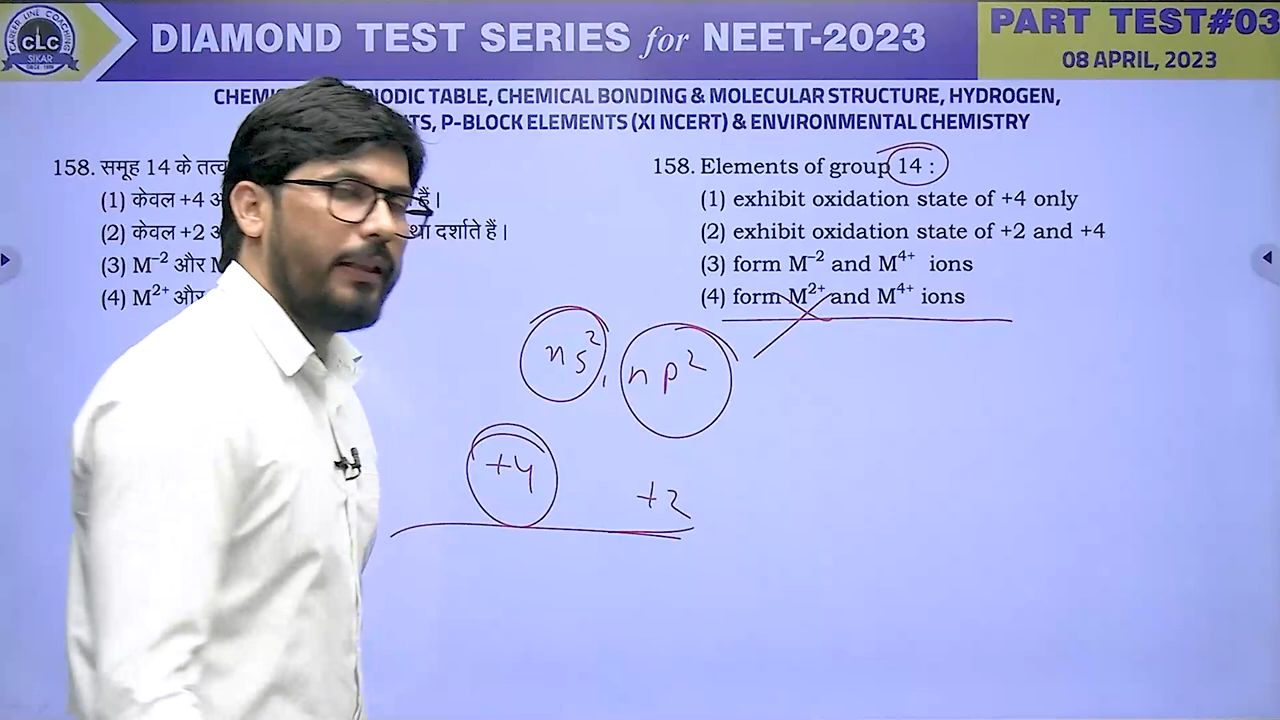 CAREER LINE COACHING
CLC
SIKAR
SINCE : 1996
DIAMOND TEST SERIES for NEET-2023
PART TEST#03
08 APRIL, 2023
TABLE, CHEMICAL BONDING & MOLECULAR STRUCTURE, HYDROGEN,
P-BLOCK ELEMENTS (XI NCERT) & ENVIRONMENTAL CHEMISTRY
158. समूह 14 के
(1) केवल +4 हैं।
(2) केवल +2 दर्शाते हैं।
(3) M⁻² और
(4) M²⁺
158. Elements of group 14 :
(1) exhibit oxidation state of +4 only
(2) exhibit oxidation state of +2 and +4
(3) form M⁻² and M⁴⁺ ions
(4) form M²⁺ and M⁴⁺ ions
ns², np²
+4 +2